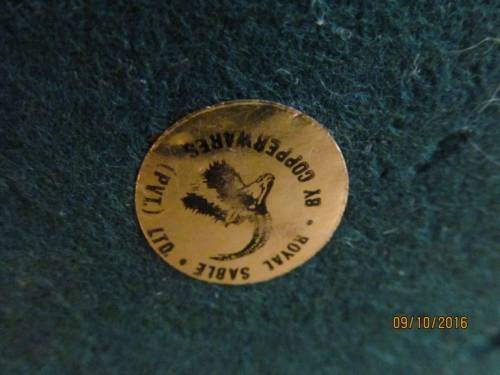 ROYAL SABLE •
BY COPPERWARES
(PVT.) LTD. •
09/10/2016